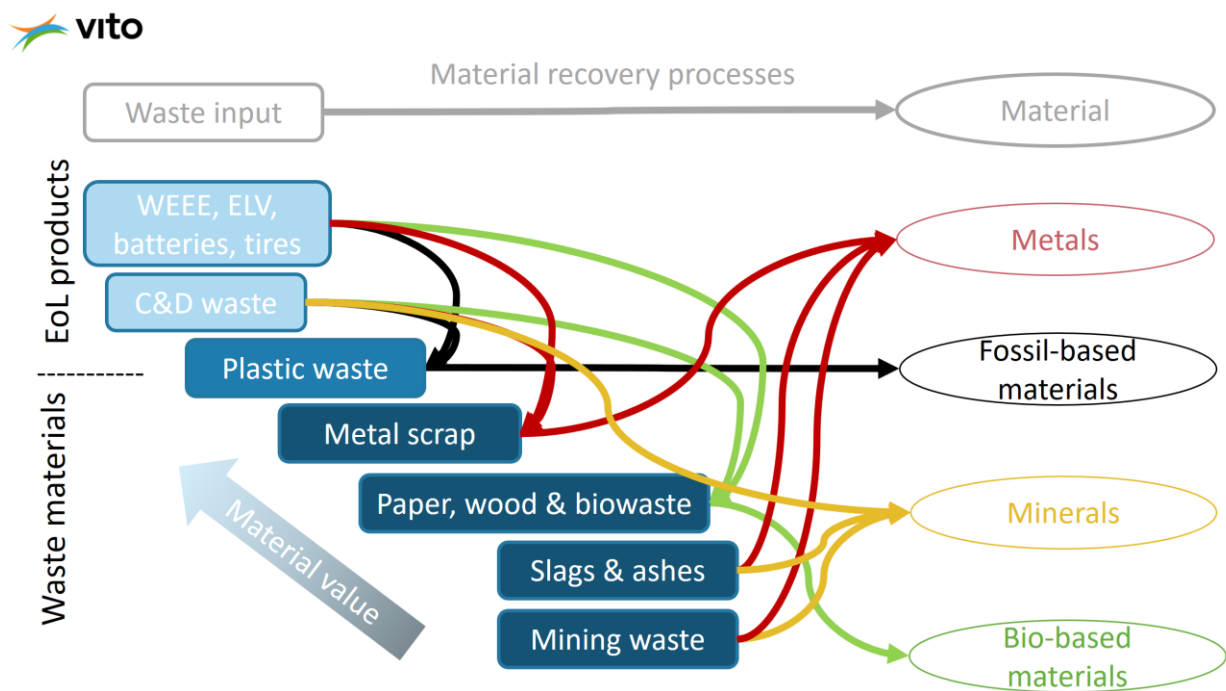 vito
Material recovery processes
Waste input
Material
EoL products
WEEE, ELV,
batteries, tires
Metals
C&D waste
Plastic waste
Fossil-based
materials
Waste materials
Metal scrap
Material value
Paper, wood & biowaste
Minerals
Slags & ashes
Mining waste
Bio-based
materials